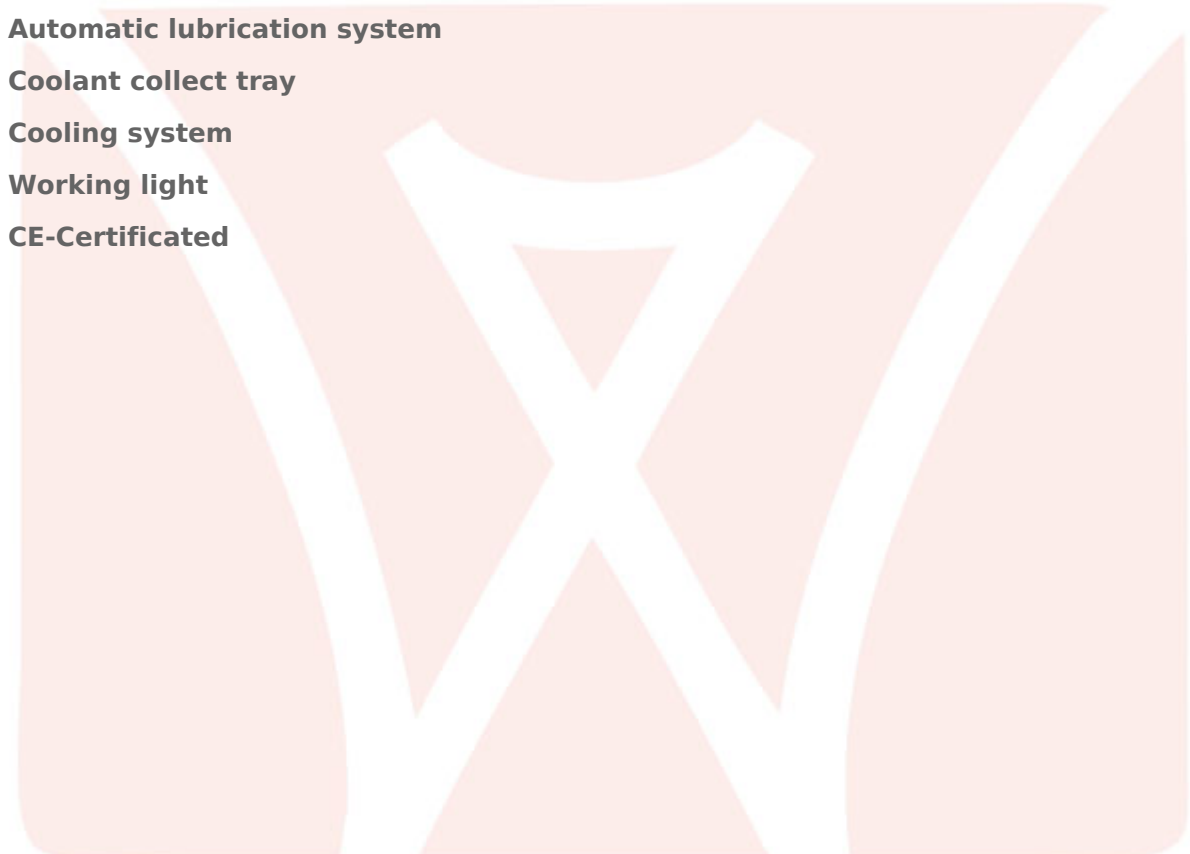 Automatic lubrication system
Coolant collect tray
Cooling system
Working light
CE-Certificated